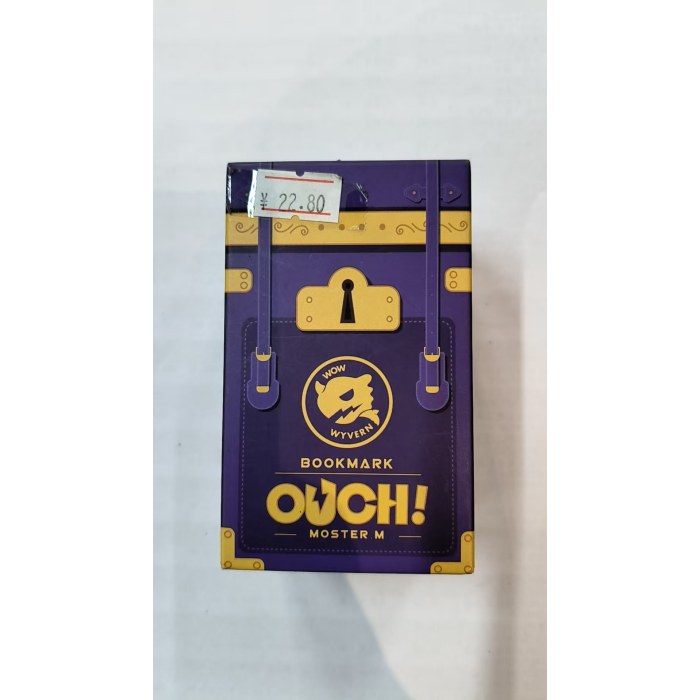 ¥ 22.80
WOW
WYVERN
BOOKMARK
OUCH!
MOSTER M